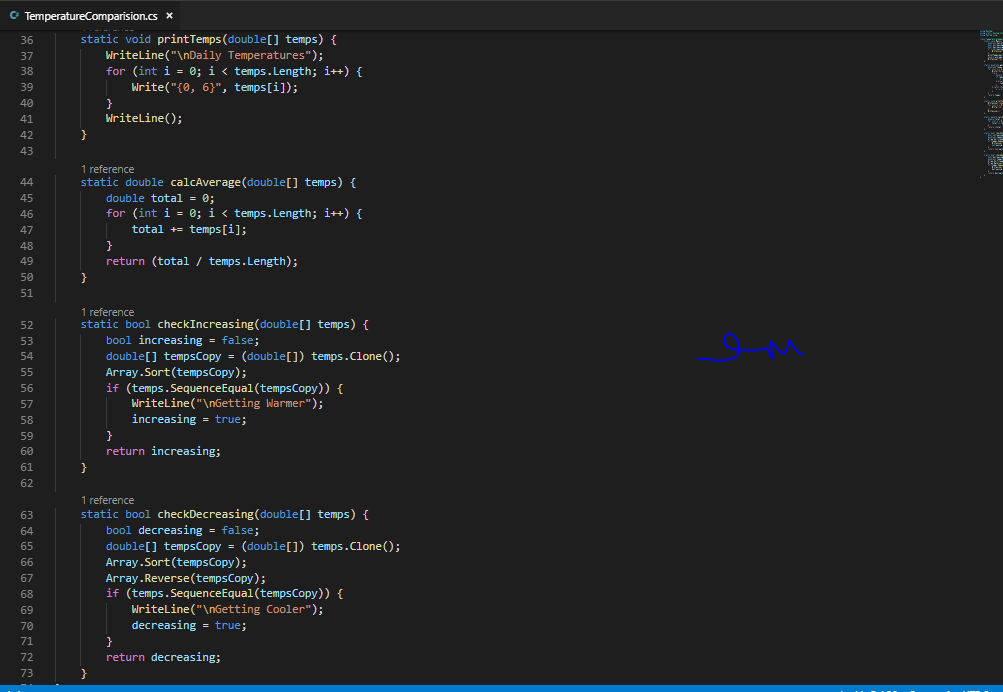 TemperatureComparision.cs ×
36 static void printTemps(double[] temps) {
37 WriteLine("\nDaily Temperatures");
38 for (int i = 0; i < temps.Length; i++) {
39 Write("{0, 6}", temps[i]);
40 }
41 WriteLine();
42 }
43
1 reference
44 static double calcAverage(double[] temps) {
45 double total = 0;
46 for (int i = 0; i < temps.Length; i++) {
47 total += temps[i];
48 }
49 return (total / temps.Length);
50 }
51
1 reference
52 static bool checkIncreasing(double[] temps) {
53 bool increasing = false;
54 double[] tempsCopy = (double[]) temps.Clone();
55 Array.Sort(tempsCopy);
56 if (temps.SequenceEqual(tempsCopy)) {
57 WriteLine("\nGetting Warmer");
58 increasing = true;
59 }
60 return increasing;
61 }
62
1 reference
63 static bool checkDecreasing(double[] temps) {
64 bool decreasing = false;
65 double[] tempsCopy = (double[]) temps.Clone();
66 Array.Sort(tempsCopy);
67 Array.Reverse(tempsCopy);
68 if (temps.SequenceEqual(tempsCopy)) {
69 WriteLine("\nGetting Cooler");
70 decreasing = true;
71 }
72 return decreasing;
73 }